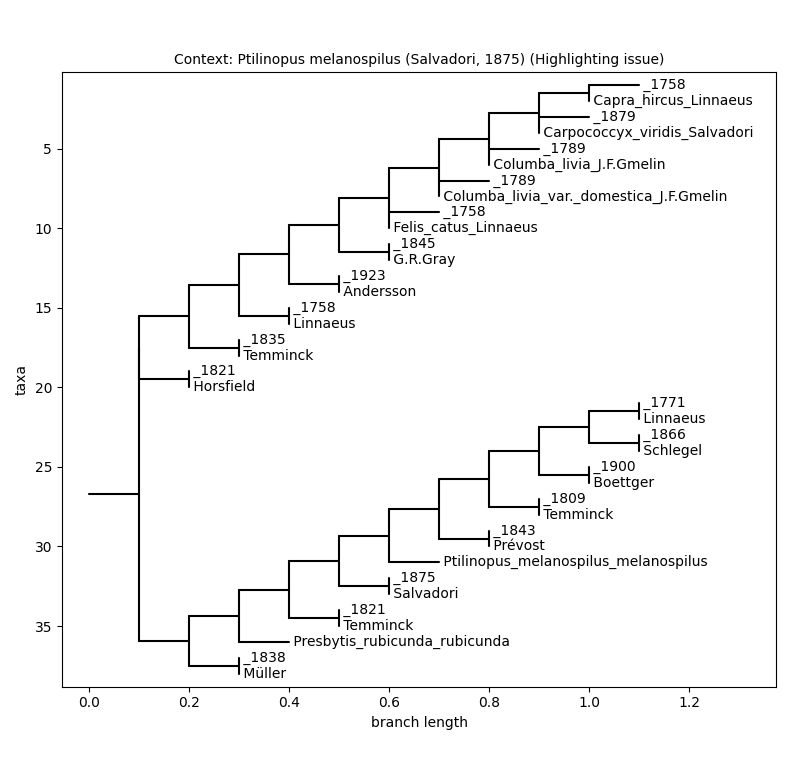 Context: Ptilinopus melanospilus (Salvadori, 1875) (Highlighting issue)
_1758
Capra_hircus_Linnaeus
_1879
Carpococcyx_viridis_Salvadori
_1789
Columba_livia_J.F.Gmelin
_1789
Columba_livia_var._domestica_J.F.Gmelin
_1758
Felis_catus_Linnaeus
_1845
G.R.Gray
_1923
Andersson
_1758
Linnaeus
_1835
Temminck
_1821
Horsfield
_1771
Linnaeus
_1866
Schlegel
_1900
Boettger
_1809
Temminck
_1843
Prévost
Ptilinopus_melanospilus_melanospilus
_1875
Salvadori
_1821
Temminck
Presbytis_rubicunda_rubicunda
_1838
Müller
5
10
15
20
25
30
35
taxa
0.0 0.2 0.4 0.6 0.8 1.0 1.2
branch length